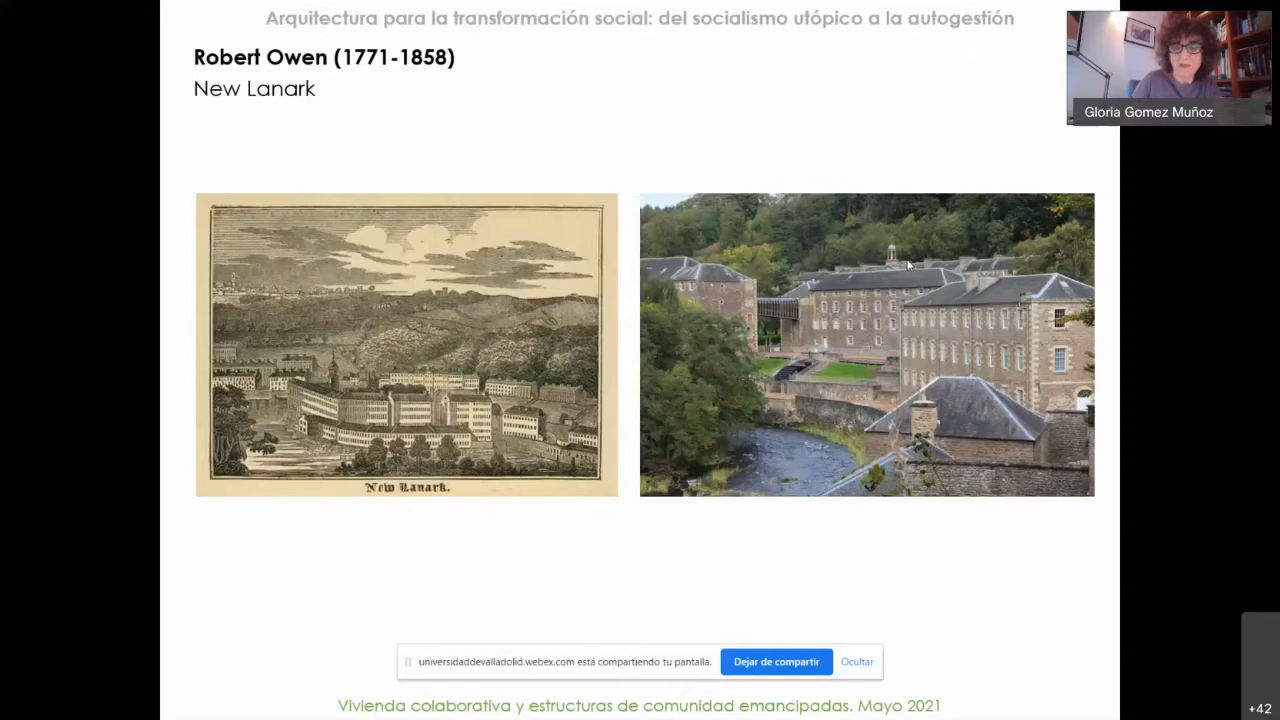 Arquitectura para la transformación social: del socialismo utópico a la autogestión
Robert Owen (1771-1858)
New Lanark
Gloria Gomez Muñoz
New Lanark.
universidaddevalladolid.webex.com está compartiendo tu pantalla.
Dejar de compartir
Ocultar
Vivienda colaborativa y estructuras de comunidad emancipadas. Mayo 2021
+42